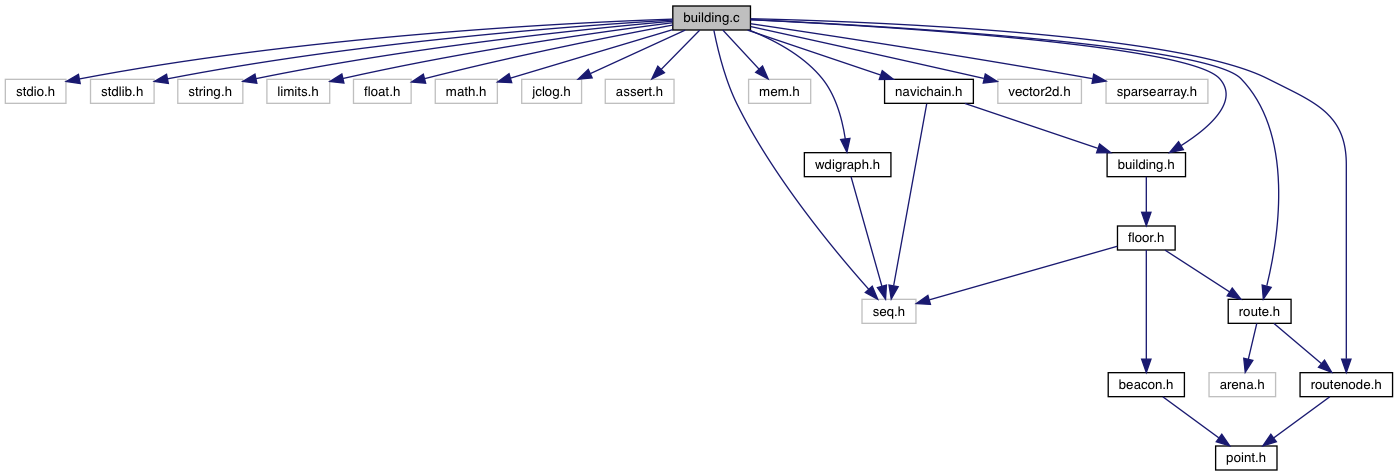 building.c
stdio.h
stdlib.h
string.h
limits.h
float.h
math.h
jclog.h
assert.h
mem.h
navichain.h
vector2d.h
sparsearray.h
wdigraph.h
building.h
floor.h
seq.h
route.h
beacon.h
arena.h
routenode.h
point.h